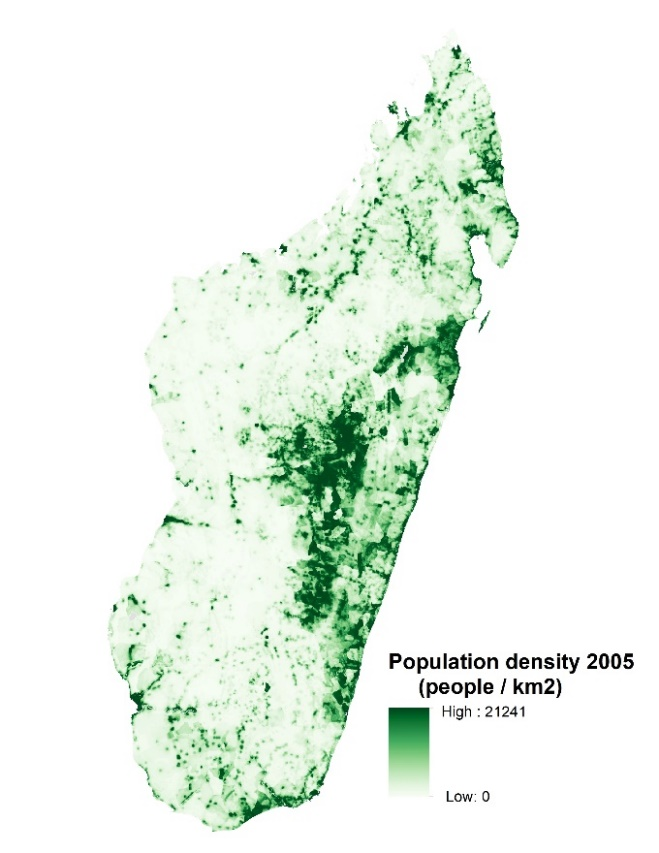 Population density 2005
(people / km2)
High : 21241
Low: 0